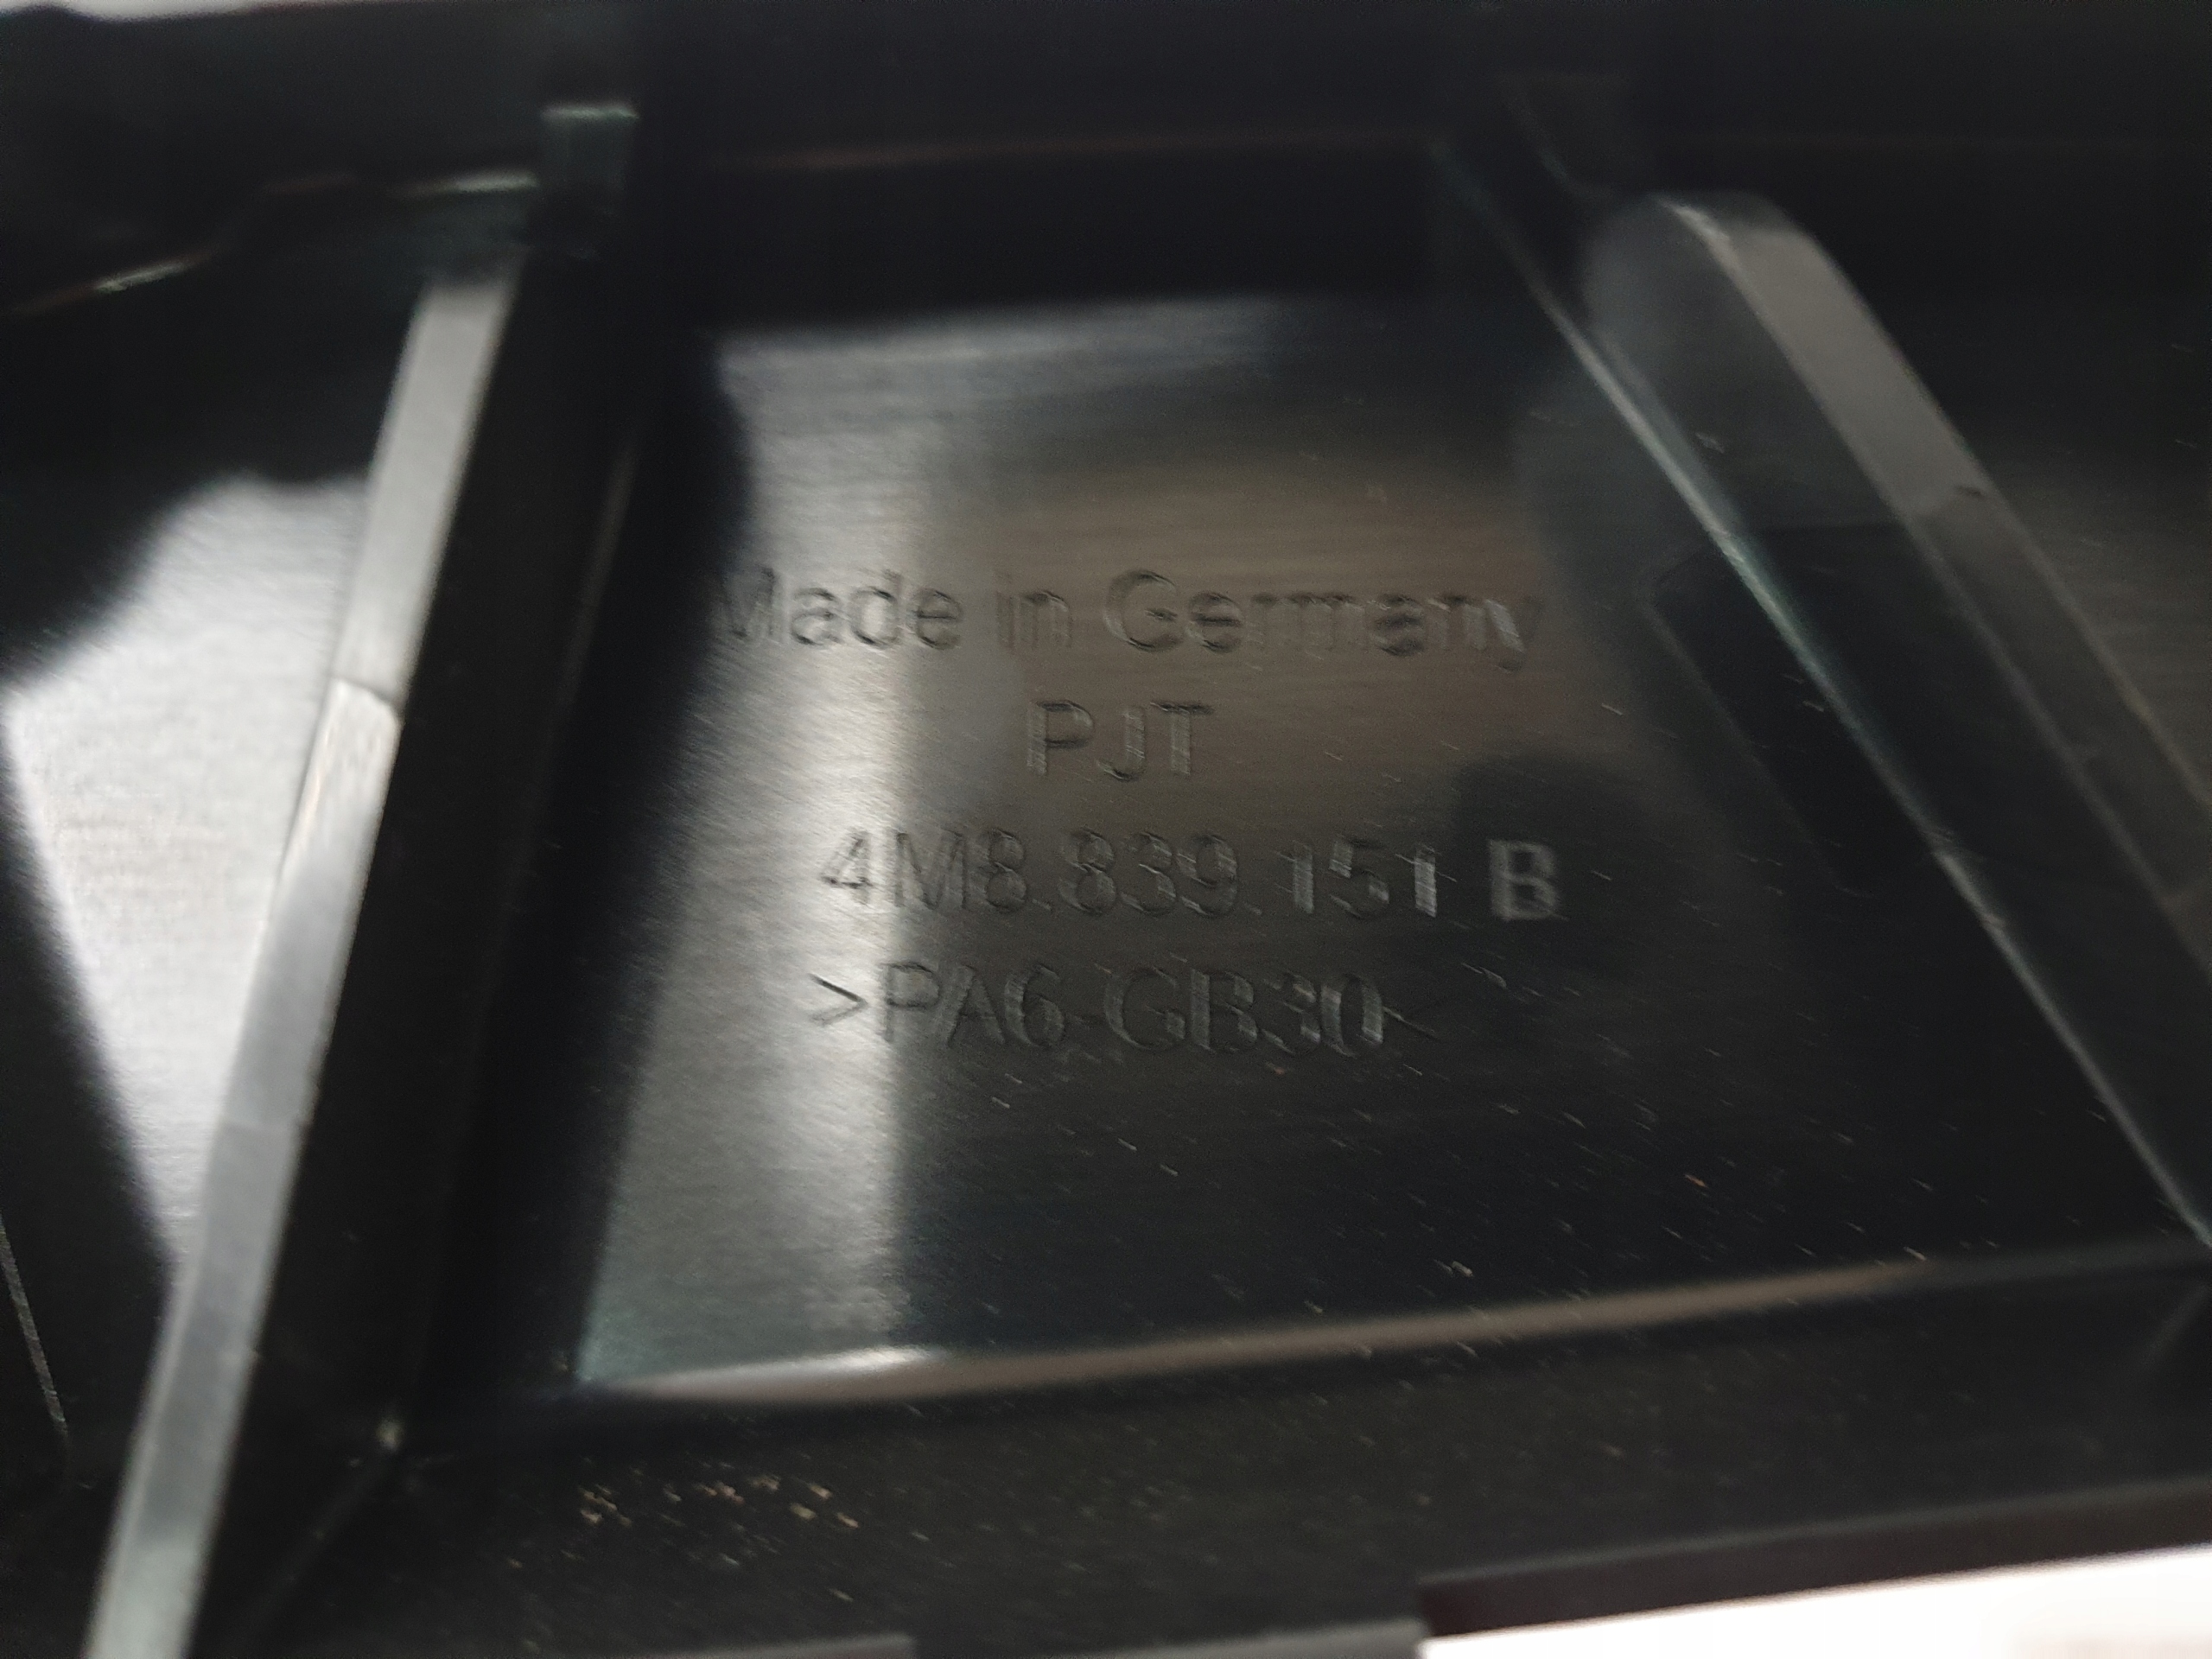 Made in Germany
PJT
4M8.839.151 B
>PA6-GB30<